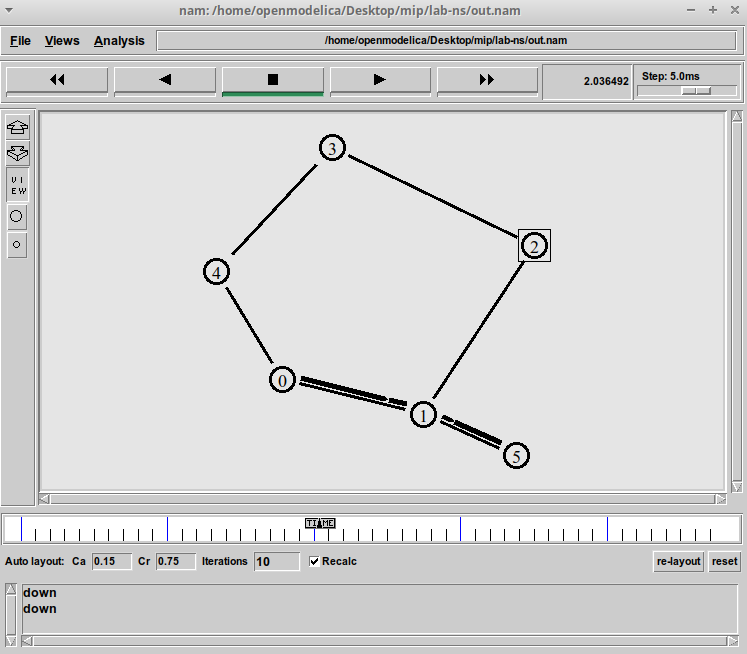 nam: /home/openmodelica/Desktop/mip/lab-ns/out.nam
File Views Analysis /home/openmodelica/Desktop/mip/lab-ns/out.nam
2.036492 Step: 5.0ms
VI
EW
3
2
4
0
1
5
TIME
Auto layout: Ca 0.15 Cr 0.75 Iterations 10 Recalc re-layout reset
down
down